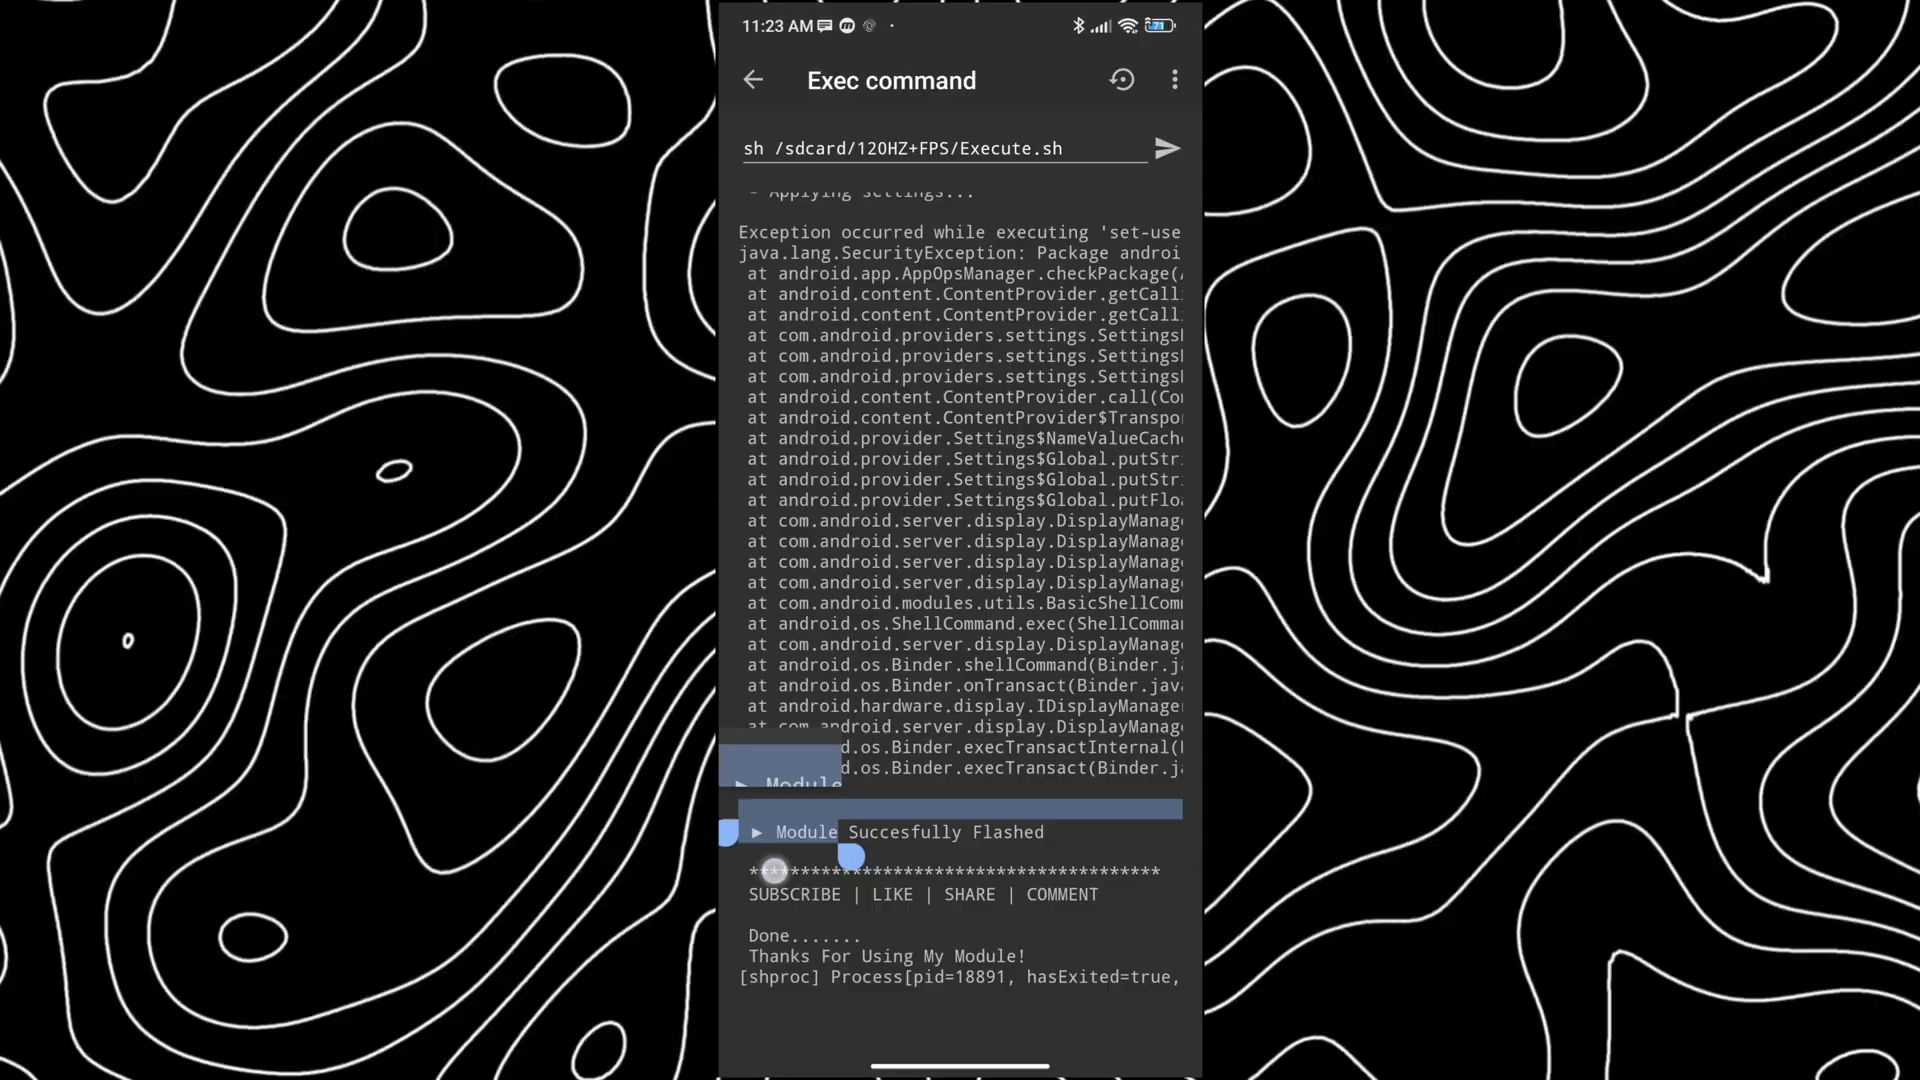 11:23 AM
71
Exec command
sh /sdcard/120HZ+FPS/Execute.sh
- Applying settings...
Exception occurred while executing 'set-use
java.lang.SecurityException: Package androi
at android.app.AppOpsManager.checkPackage(
at android.content.ContentProvider.getCall
at android.content.ContentProvider.getCall
at com.android.providers.settings.Settings
at com.android.providers.settings.Settings
at com.android.providers.settings.Settings
at android.content.ContentProvider.call(Co
at android.content.ContentProvider$Transpo
at android.provider.Settings$NameValueCach
at android.provider.Settings$Global.putStr
at android.provider.Settings$Global.putStr
at android.provider.Settings$Global.putFlo
at com.android.server.display.DisplayManag
at com.android.server.display.DisplayManag
at com.android.server.display.DisplayManag
at com.android.server.display.DisplayManag
at com.android.modules.utils.BasicShellCom
at android.os.ShellCommand.exec(ShellComma
at com.android.server.display.DisplayManag
at android.os.Binder.shellCommand(Binder.j
at android.os.Binder.onTransact(Binder.jav
at android.hardware.display.IDisplayManage
at com.android.server.display.DisplayManag
d.os.Binder.execTransactInternal(
d.os.Binder.execTransact(Binder.j
► Module
► Module Succesfully Flashed
****************************************
SUBSCRIBE | LIKE | SHARE | COMMENT
Done.......
Thanks For Using My Module!
[shproc] Process[pid=18891, hasExited=true,